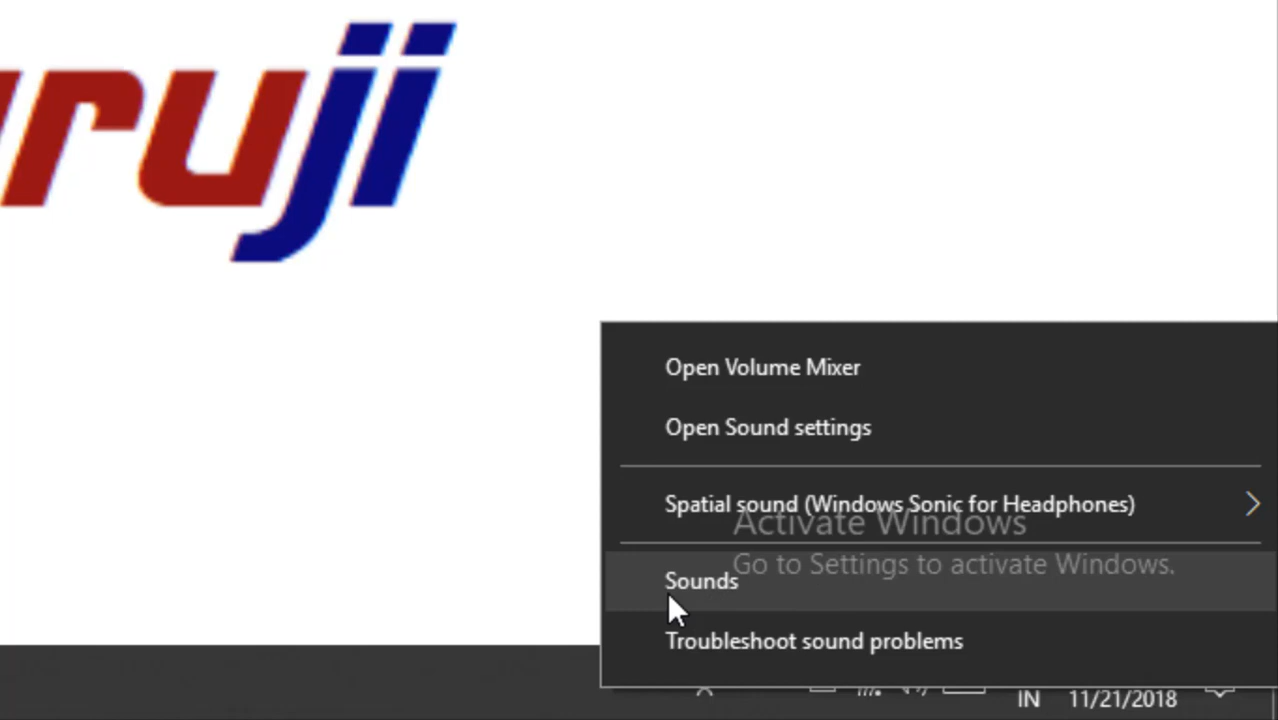 ruji
Open Volume Mixer
Open Sound settings
Spatial sound (Windows Sonic for Headphones)
Activate Windows
Go to Settings to activate Windows.
Sounds
Troubleshoot sound problems
IN
11/21/2018